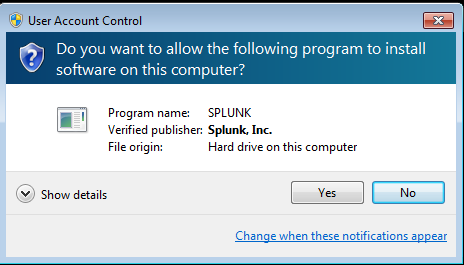 User Account Control
Do you want to allow the following program to install
software on this computer?
Program name: SPLUNK
Verified publisher: Splunk, Inc.
File origin: Hard drive on this computer
Show details
Yes
No
Change when these notifications appear